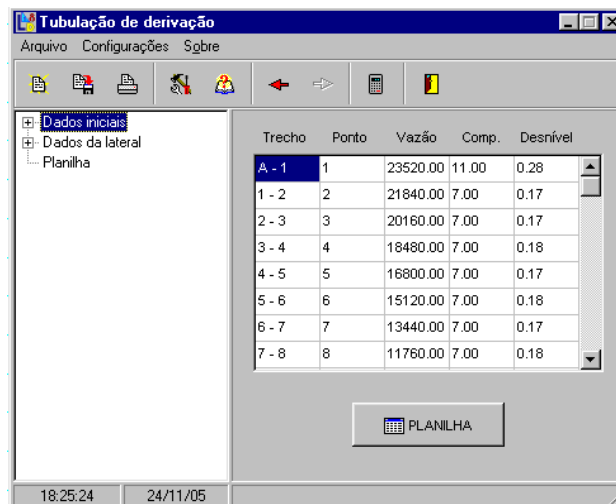 Tubulação de derivação
Arquivo Configurações Sobre
Dados iniciais
Dados da lateral
Planilha
Trecho Ponto Vazão Comp. Desnível
A - 1 1 23520.00 11.00 0.28
1 - 2 2 21840.00 7.00 0.17
2 - 3 3 20160.00 7.00 0.17
3 - 4 4 18480.00 7.00 0.18
4 - 5 5 16800.00 7.00 0.17
5 - 6 6 15120.00 7.00 0.18
6 - 7 7 13440.00 7.00 0.17
7 - 8 8 11760.00 7.00 0.18
PLANILHA
18:25:24 24/11/05